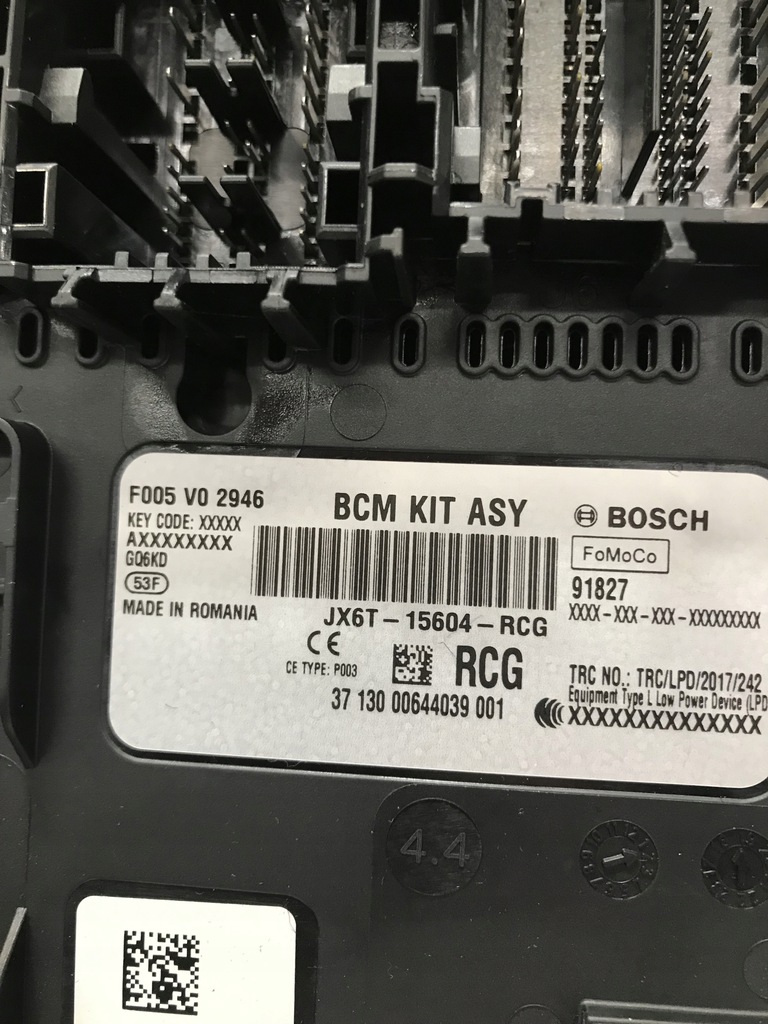 F005 V0 2946
BCM KIT ASY
BOSCH
KEY CODE: XXXXX
AXXXXXXXX
GQ6KD
53F
MADE IN ROMANIA
FoMoCo
91827
XXXX-XXX-XXX-XXXXXXXXX
JX6T-15604-RCG
CE
CE TYPE: P003
RCG
37 130 00644039 001
TRC NO.: TRC/LPD/2017/242
Equipment Type L Low Power Device (LPD
XXXXXXXXXXXXXXX
4.4